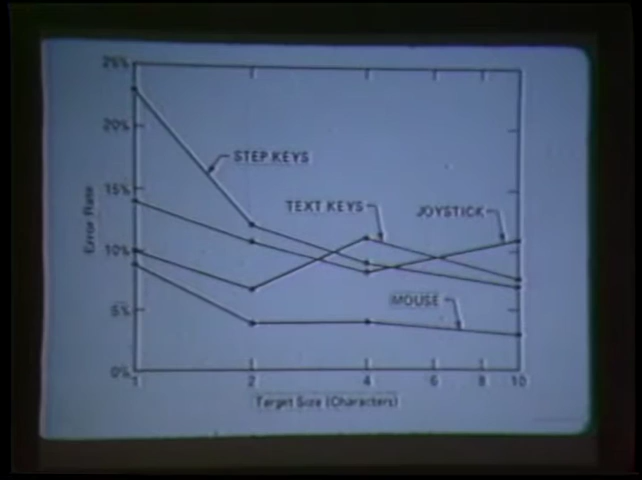 25%
20%
STEP KEYS
15%
TEXT KEYS
JOYSTICK
Error Rate
10%
MOUSE
5%
0%
1 2 4 6 8 10
Target Size (Characters)